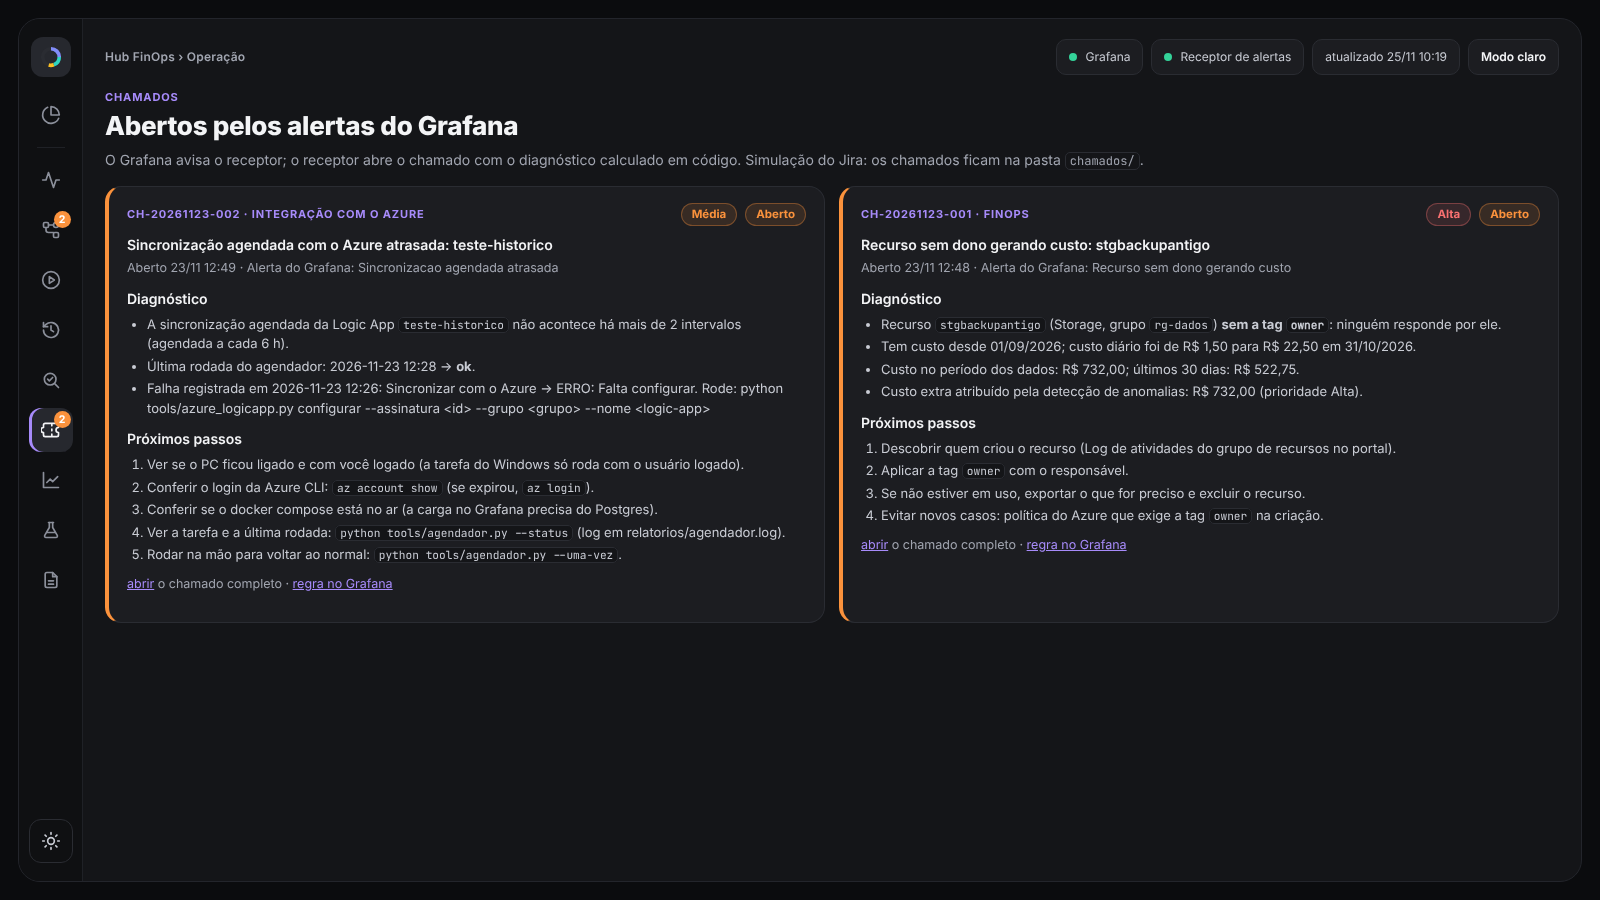 Hub FinOps › Operação
Grafana
Receptor de alertas
atualizado 25/11 10:19
Modo claro
CHAMADOS
Abertos pelos alertas do Grafana
O Grafana avisa o receptor; o receptor abre o chamado com o diagnóstico calculado em código. Simulação do Jira: os chamados ficam na pasta chamados/.
2
2
CH-20261123-002 · INTEGRAÇÃO COM O AZURE
Média
Aberto
Sincronização agendada com o Azure atrasada: teste-historico
Aberto 23/11 12:49 · Alerta do Grafana: Sincronizacao agendada atrasada
Diagnóstico
• A sincronização agendada da Logic App teste-historico não acontece há mais de 2 intervalos
(agendada a cada 6 h).
• Última rodada do agendador: 2026-11-23 12:28 → ok.
• Falha registrada em 2026-11-23 12:26: Sincronizar com o Azure → ERRO: Falta configurar. Rode: python
tools/azure_logicapp.py configurar --assinatura <id> --grupo <grupo> --nome <logic-app>
Próximos passos
1. Ver se o PC ficou ligado e com você logado (a tarefa do Windows só roda com o usuário logado).
2. Conferir o login da Azure CLI: az account show (se expirou, az login ).
3. Conferir se o docker compose está no ar (a carga no Grafana precisa do Postgres).
4. Ver a tarefa e a última rodada: python tools/agendador.py --status (log em relatorios/agendador.log).
5. Rodar na mão para voltar ao normal: python tools/agendador.py --uma-vez .
abrir o chamado completo · regra no Grafana
CH-20261123-001 · FINOPS
Alta
Aberto
Recurso sem dono gerando custo: stgbackupantigo
Aberto 23/11 12:48 · Alerta do Grafana: Recurso sem dono gerando custo
Diagnóstico
• Recurso stgbackupantigo (Storage, grupo rg-dados ) sem a tag owner : ninguém responde por ele.
• Tem custo desde 01/09/2026; custo diário foi de R$ 1,50 para R$ 22,50 em 31/10/2026.
• Custo no período dos dados: R$ 732,00; últimos 30 dias: R$ 522,75.
• Custo extra atribuído pela detecção de anomalias: R$ 732,00 (prioridade Alta).
Próximos passos
1. Descobrir quem criou o recurso (Log de atividades do grupo de recursos no portal).
2. Aplicar a tag owner com o responsável.
3. Se não estiver em uso, exportar o que for preciso e excluir o recurso.
4. Evitar novos casos: política do Azure que exige a tag owner na criação.
abrir o chamado completo · regra no Grafana